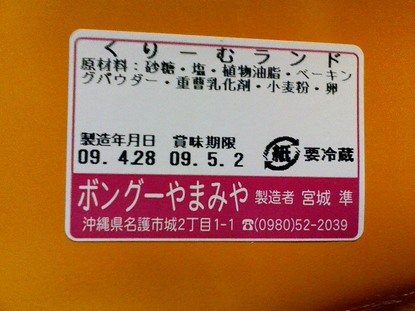 くりーむランド
原材料：砂糖・塩・植物油脂・ベーキン
グパウダー・重曹乳化剤・小麦粉・卵
製造年月日 賞味期限
09. 4.28 09. 5. 2 紙 要冷蔵
ボングーやまみや 製造者 宮城 準
沖縄県名護市城2丁目1-1 ☎(0980)52-2039